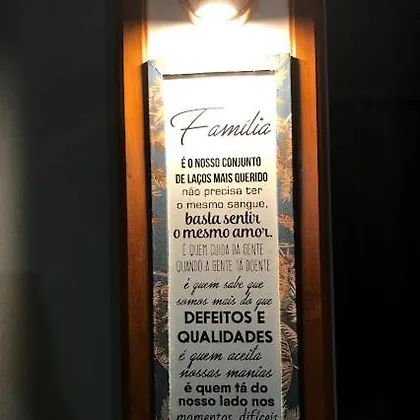 Família
É O NOSSO CONJUNTO
DE LAÇOS MAIS QUERIDO
não precisa ter
o mesmo sangue,
basta sentir
o mesmo amor.
É QUEM CUIDA DA GENTE
QUANDO A GENTE TÁ DOENTE
é quem sabe que
somos mais do que
DEFEITOS E
QUALIDADES
é quem aceita
nossas manias
é quem tá do
nosso lado nos
momentos difíceis